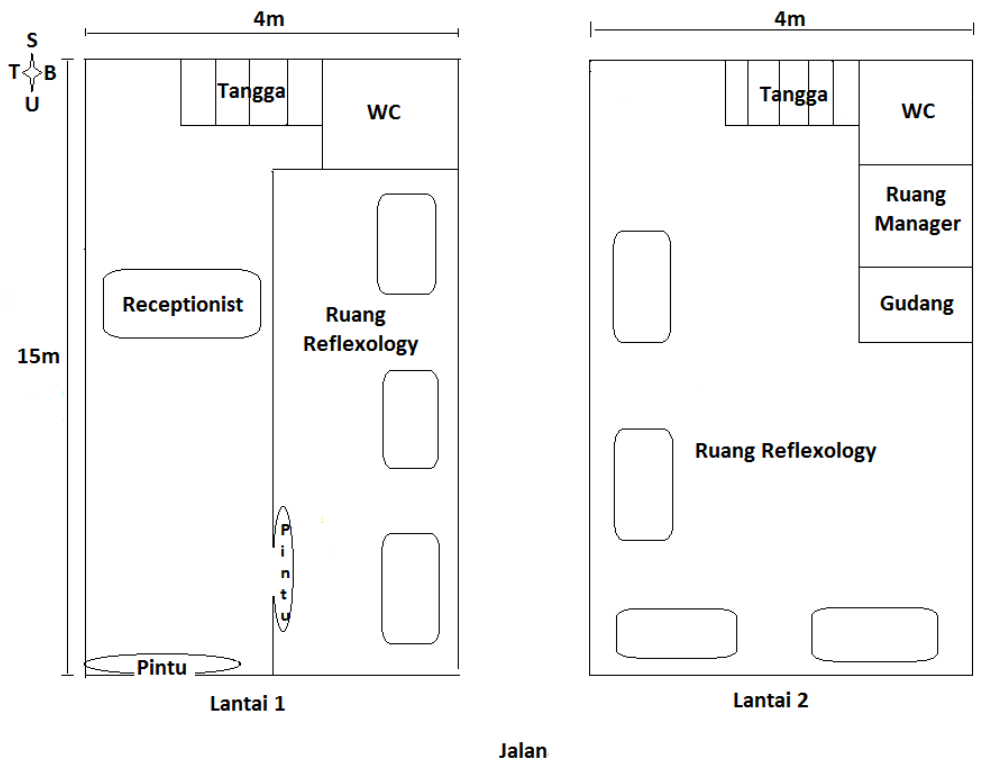 4m
4m
S
T B
U
Tangga
WC
Tangga
WC
Ruang
Manager
Receptionist
Ruang
Reflexology
Gudang
15m
Ruang Reflexology
Pintu
Pintu
Lantai 1
Lantai 2
Jalan